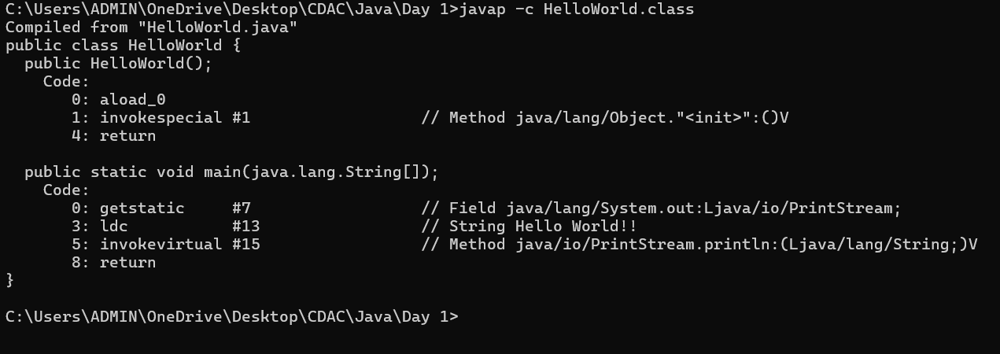 C:\Users\ADMIN\OneDrive\Desktop\CDAC\Java\Day 1>javap -c HelloWorld.class
Compiled from "HelloWorld.java"
public class HelloWorld {
  public HelloWorld();
    Code:
       0: aload_0
       1: invokespecial #1                  // Method java/lang/Object."<init>":()V
       4: return

  public static void main(java.lang.String[]);
    Code:
       0: getstatic     #7                  // Field java/lang/System.out:Ljava/io/PrintStream;
       3: ldc           #13                 // String Hello World!!
       5: invokevirtual #15                 // Method java/io/PrintStream.println:(Ljava/lang/String;)V
       8: return
}

C:\Users\ADMIN\OneDrive\Desktop\CDAC\Java\Day 1>